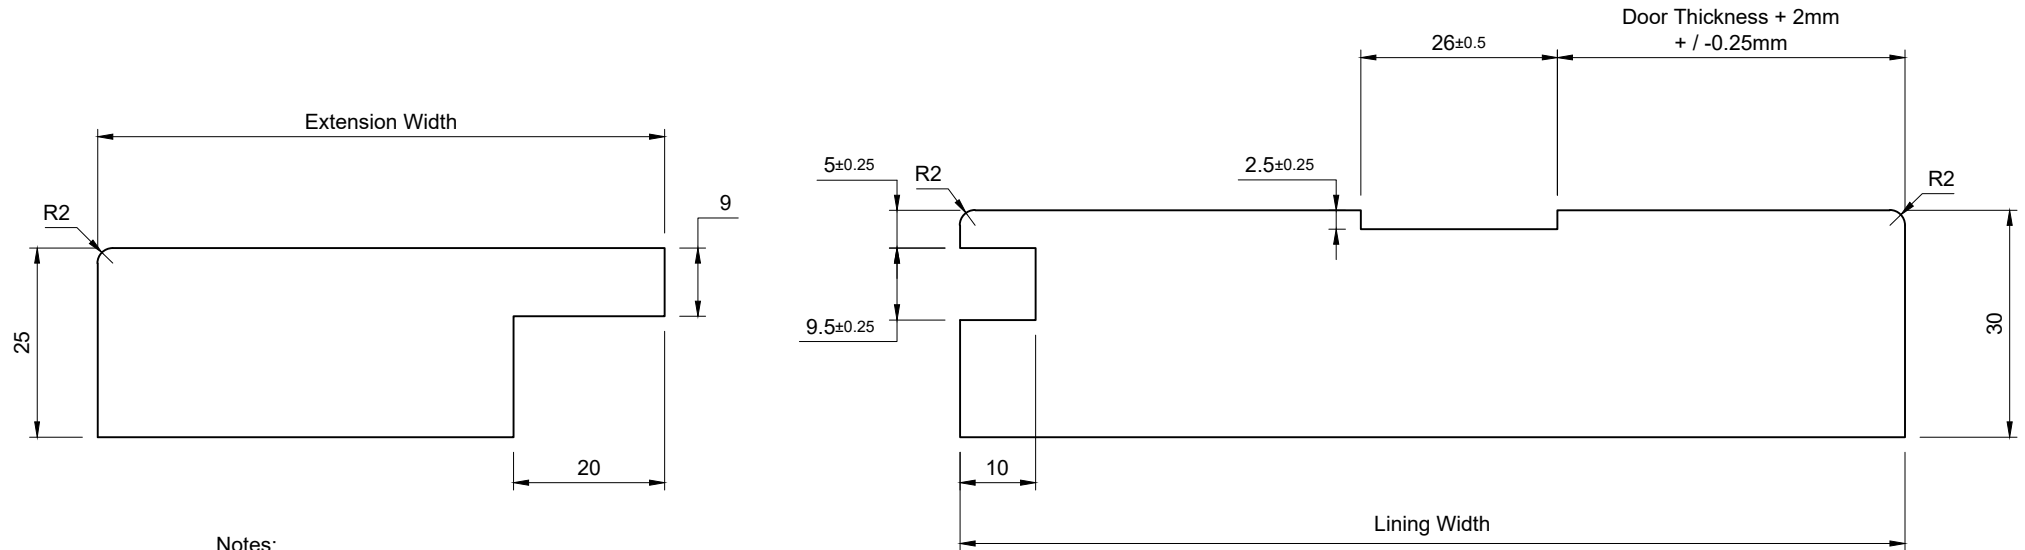 Door Thickness + 2mm
+ / -0.25mm
26±0.5
Extension Width
5±0.25
R2
2.5±0.25
R2
R2
9
25
9.5±0.25
30
20
10
Lining Width
Notes: